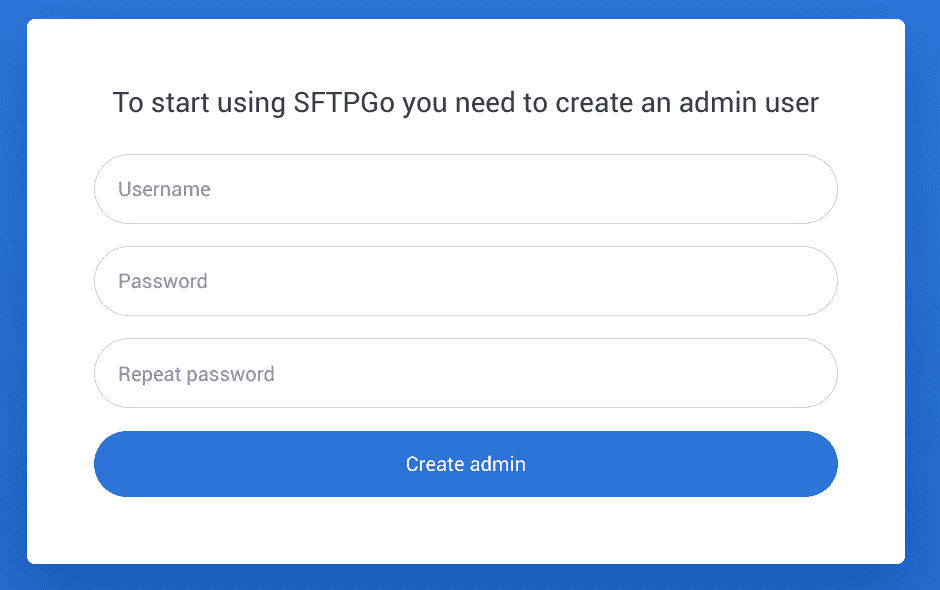 To start using SFTPGo you need to create an admin user
Username
Password
Repeat password
Create admin